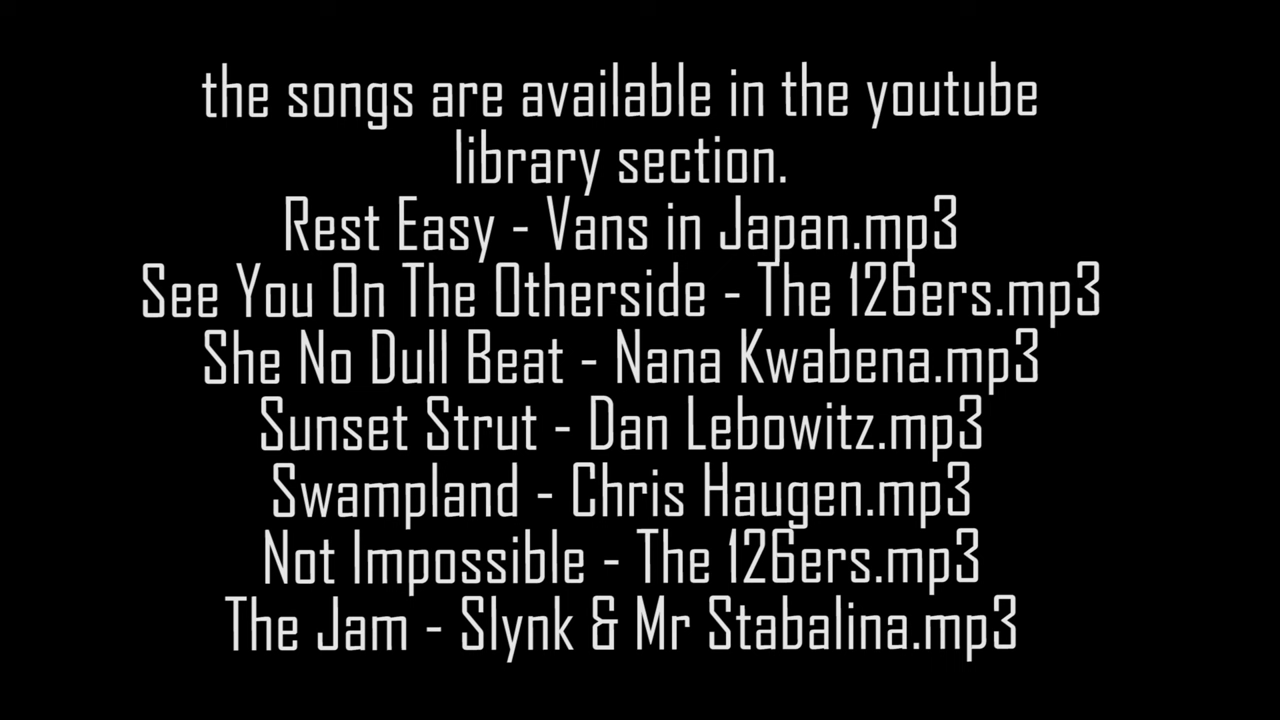 the songs are available in the youtube
library section.
Rest Easy - Vans in Japan.mp3
See You On The Otherside - The 126ers.mp3
She No Dull Beat - Nana Kwabena.mp3
Sunset Strut - Dan Lebowitz.mp3
Swampland - Chris Haugen.mp3
Not Impossible - The 126ers.mp3
The Jam - Slynk & Mr Stabalina.mp3